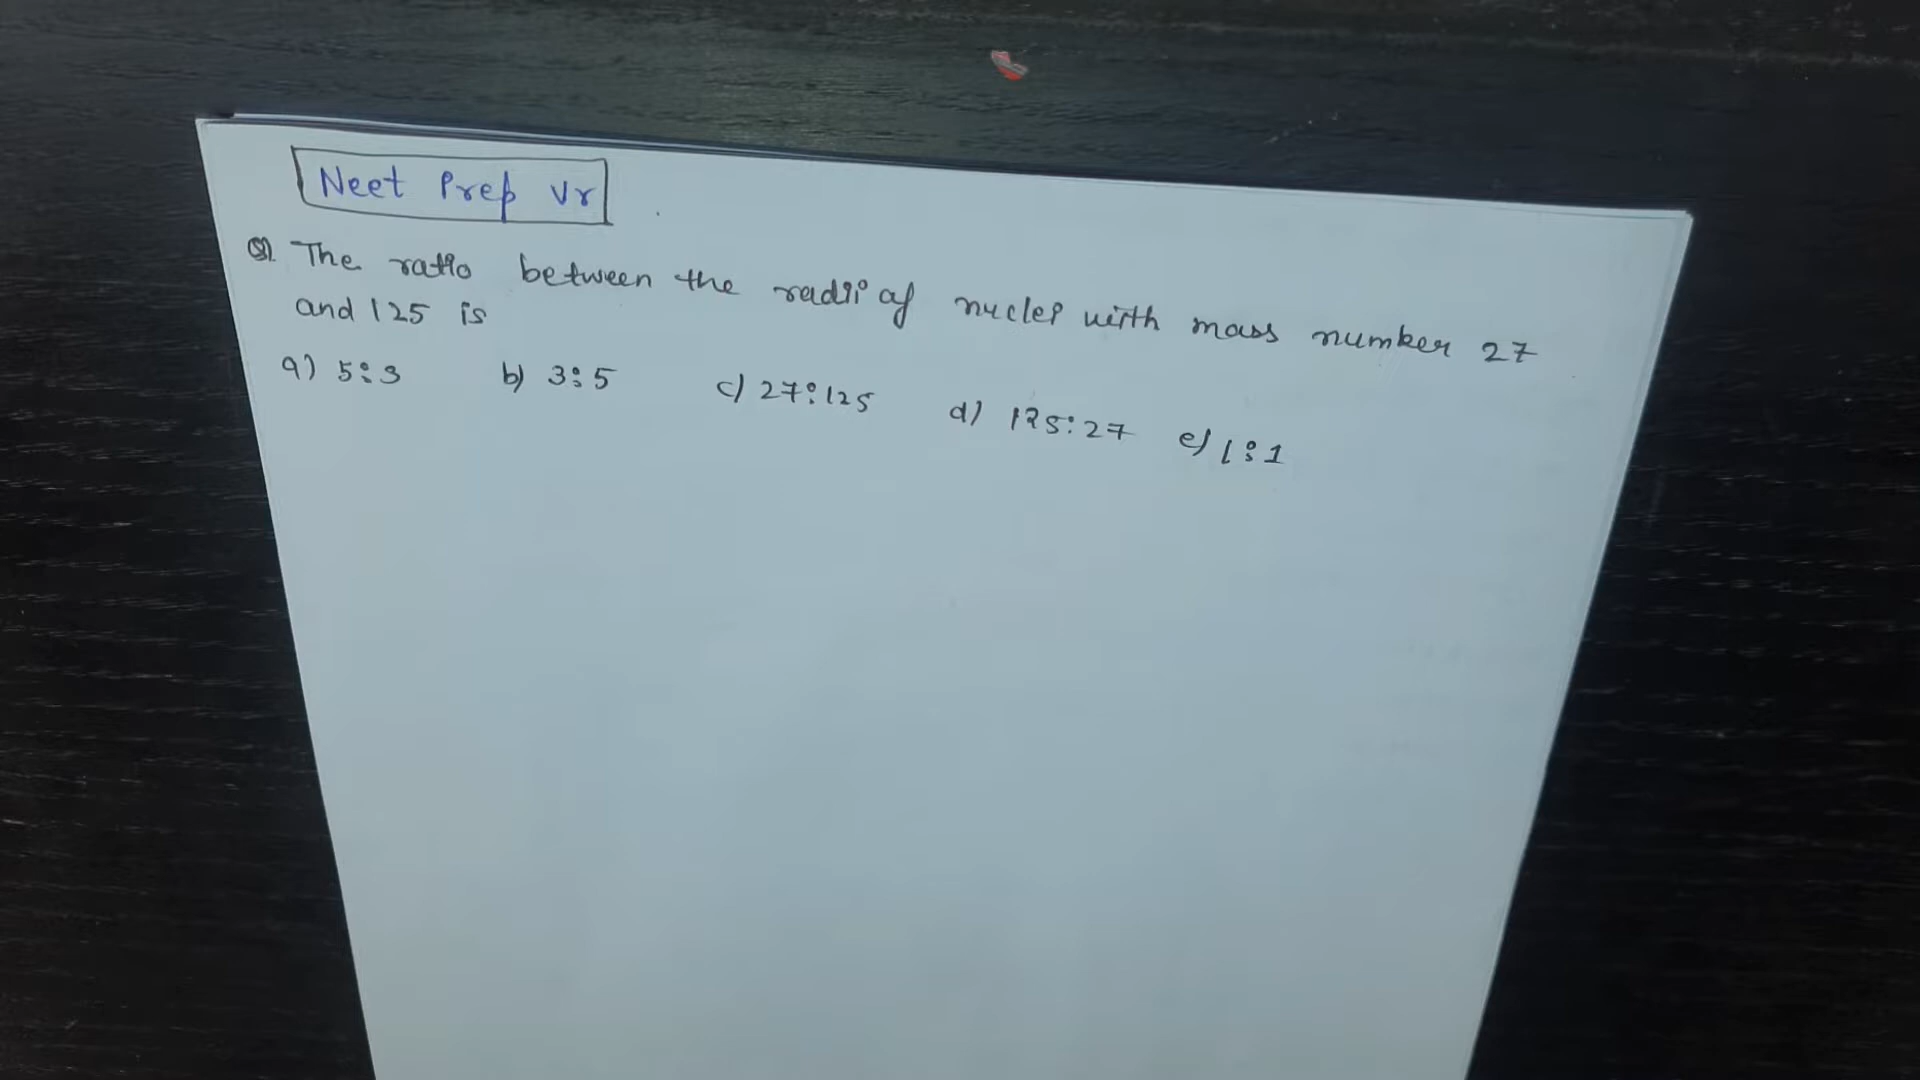 Neet Prep Vr
Q. The ratio between the radii of nuclei with mass number 27
and 125 is
a) 5:3 b) 3:5 c) 27:125 d) 125:27 e) 1:1